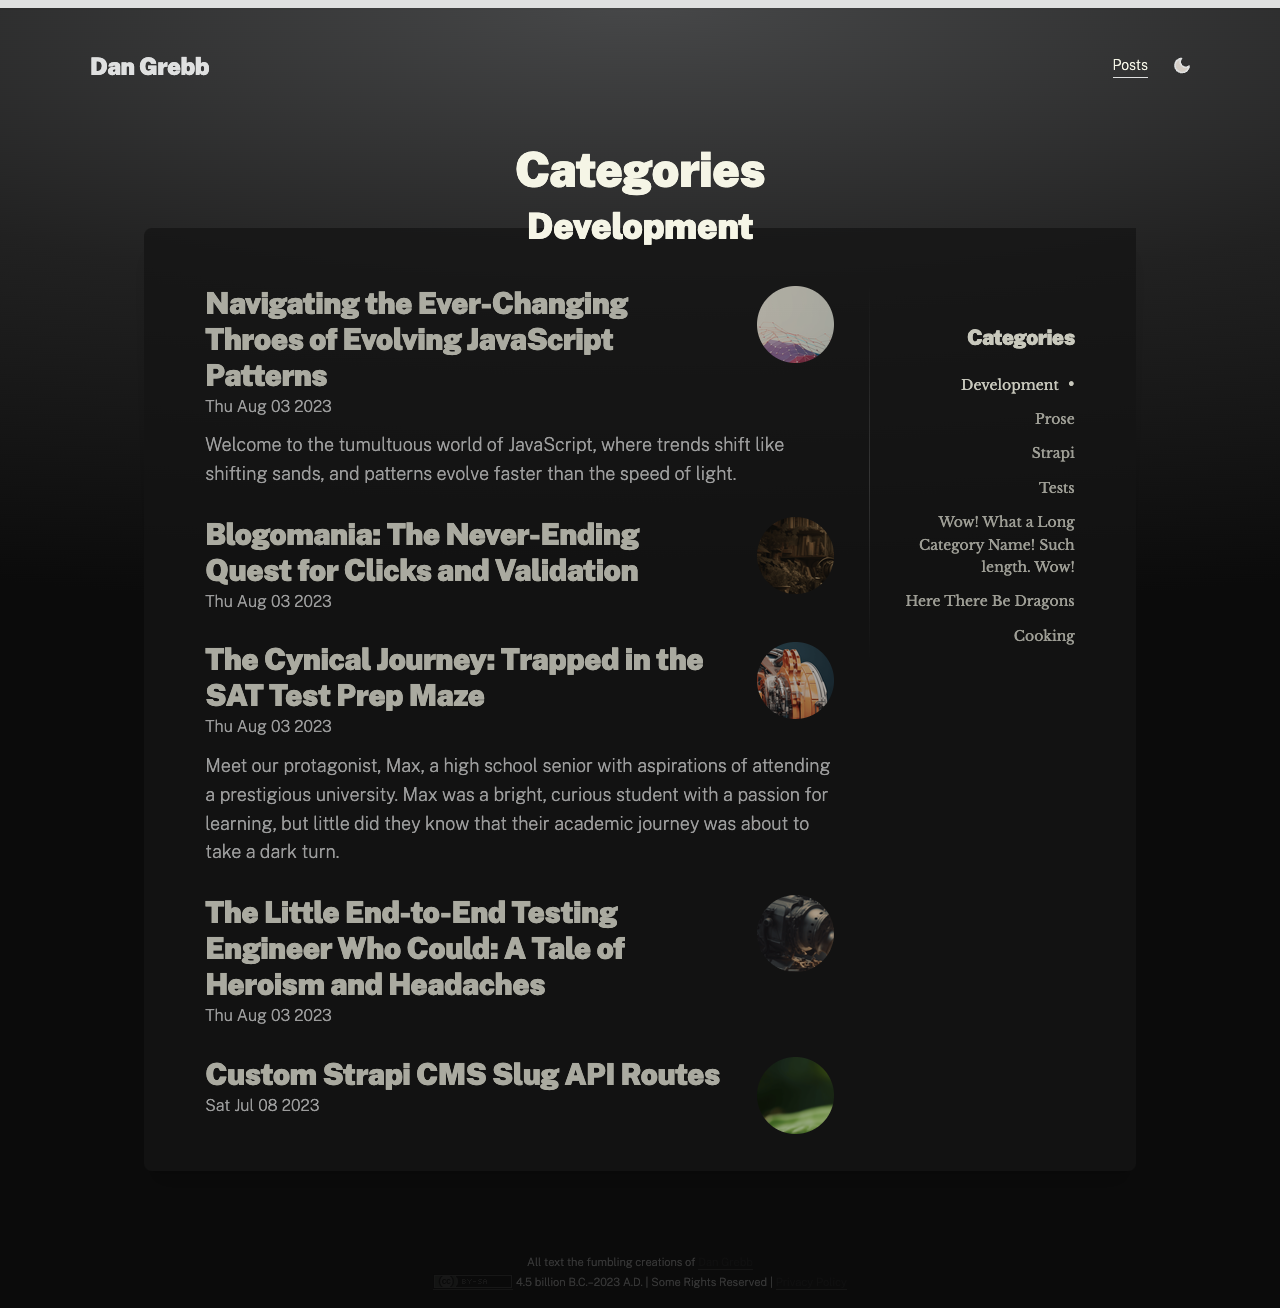 Dan Grebb
Posts
Categories
Development
Navigating the Ever-Changing
Throes of Evolving JavaScript
Patterns
Thu Aug 03 2023
Welcome to the tumultuous world of JavaScript, where trends shift like
shifting sands, and patterns evolve faster than the speed of light.
Blogomania: The Never-Ending
Quest for Clicks and Validation
Thu Aug 03 2023
The Cynical Journey: Trapped in the
SAT Test Prep Maze
Thu Aug 03 2023
Meet our protagonist, Max, a high school senior with aspirations of attending
a prestigious university. Max was a bright, curious student with a passion for
learning, but little did they know that their academic journey was about to
take a dark turn.
The Little End-to-End Testing
Engineer Who Could: A Tale of
Heroism and Headaches
Thu Aug 03 2023
Custom Strapi CMS Slug API Routes
Sat Jul 08 2023
Categories
Development •
Prose
Strapi
Tests
Wow! What a Long
Category Name! Such
length. Wow!
Here There Be Dragons
Cooking
All text the fumbling creations of
4.5 billion B.C.–2023 A.D. | Some Rights Reserved |